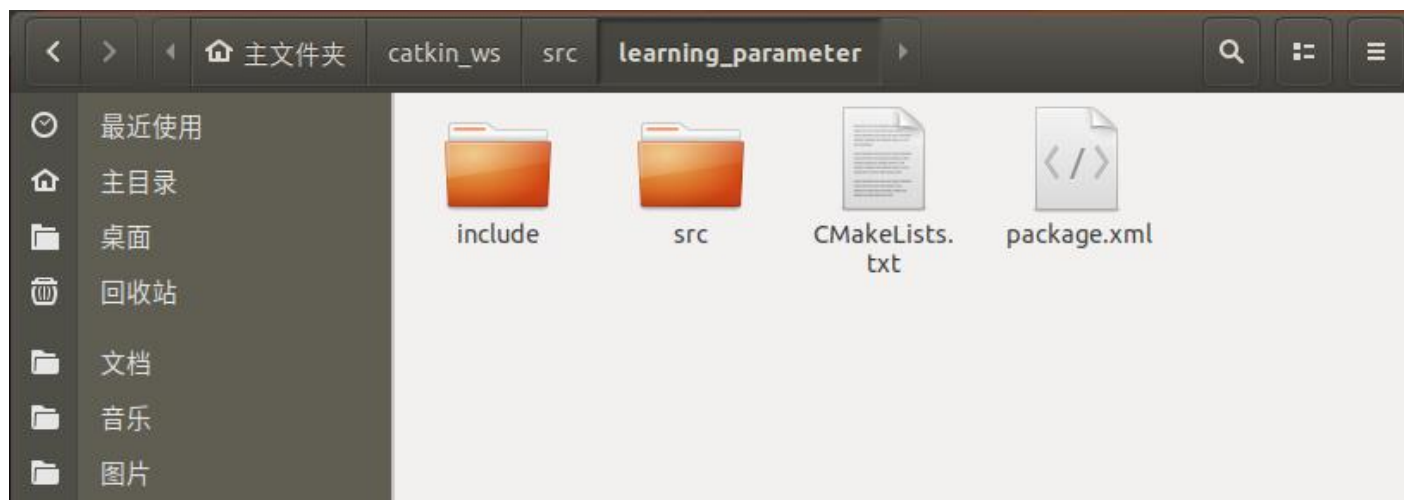 主文件夹 catkin_ws src learning_parameter
最近使用
主目录
桌面
回收站
文档
音乐
图片
include src CMakeLists. package.xml
txt